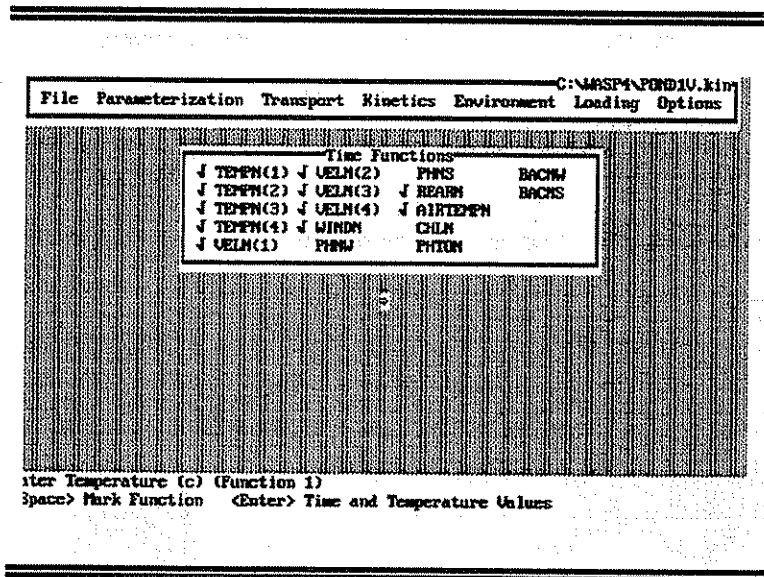 C:\WASP4\POND1V.kin
File Parameterization Transport Kinetics Environment Loading Options
Time Functions
√ TEMPN(1) √ VELN(2) PHNS BACNW
√ TEMPN(2) √ VELN(3) √ REARN BACNS
√ TEMPN(3) √ VELN(4) √ AIRTEMPN
√ TEMPN(4) √ WINDN CHLN
√ VELN(1) PHNW PHTON
ter Temperature (c) (Function 1)
Space> Mark Function <Enter> Time and Temperature Values